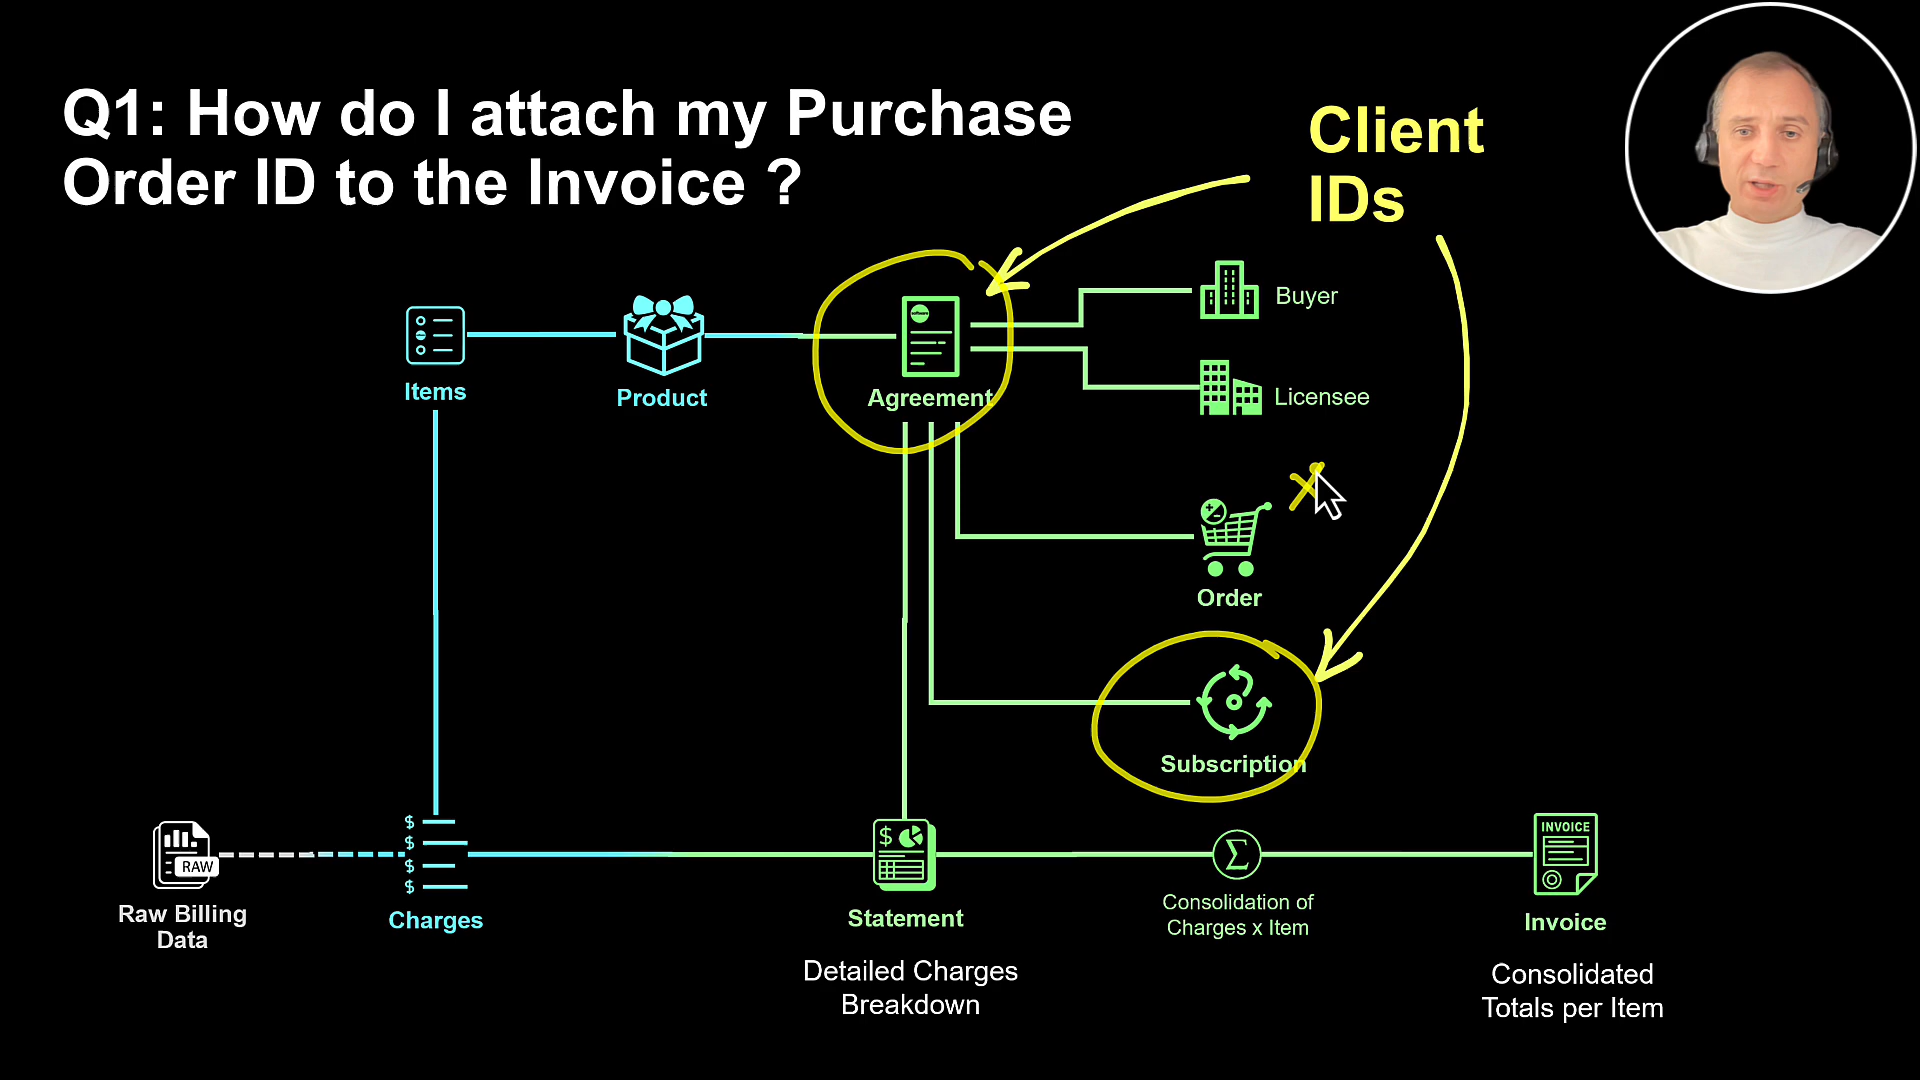 Q1: How do I attach my Purchase
Order ID to the Invoice ?
Client
IDs
Buyer
Items
Product
Agreement
Licensee
Order
Subscription
$
$
$
$
RAW
$
Σ
INVOICE
Raw Billing
Data
Charges
Statement
Consolidation of
Charges x Item
Invoice
Detailed Charges
Breakdown
Consolidated
Totals per Item